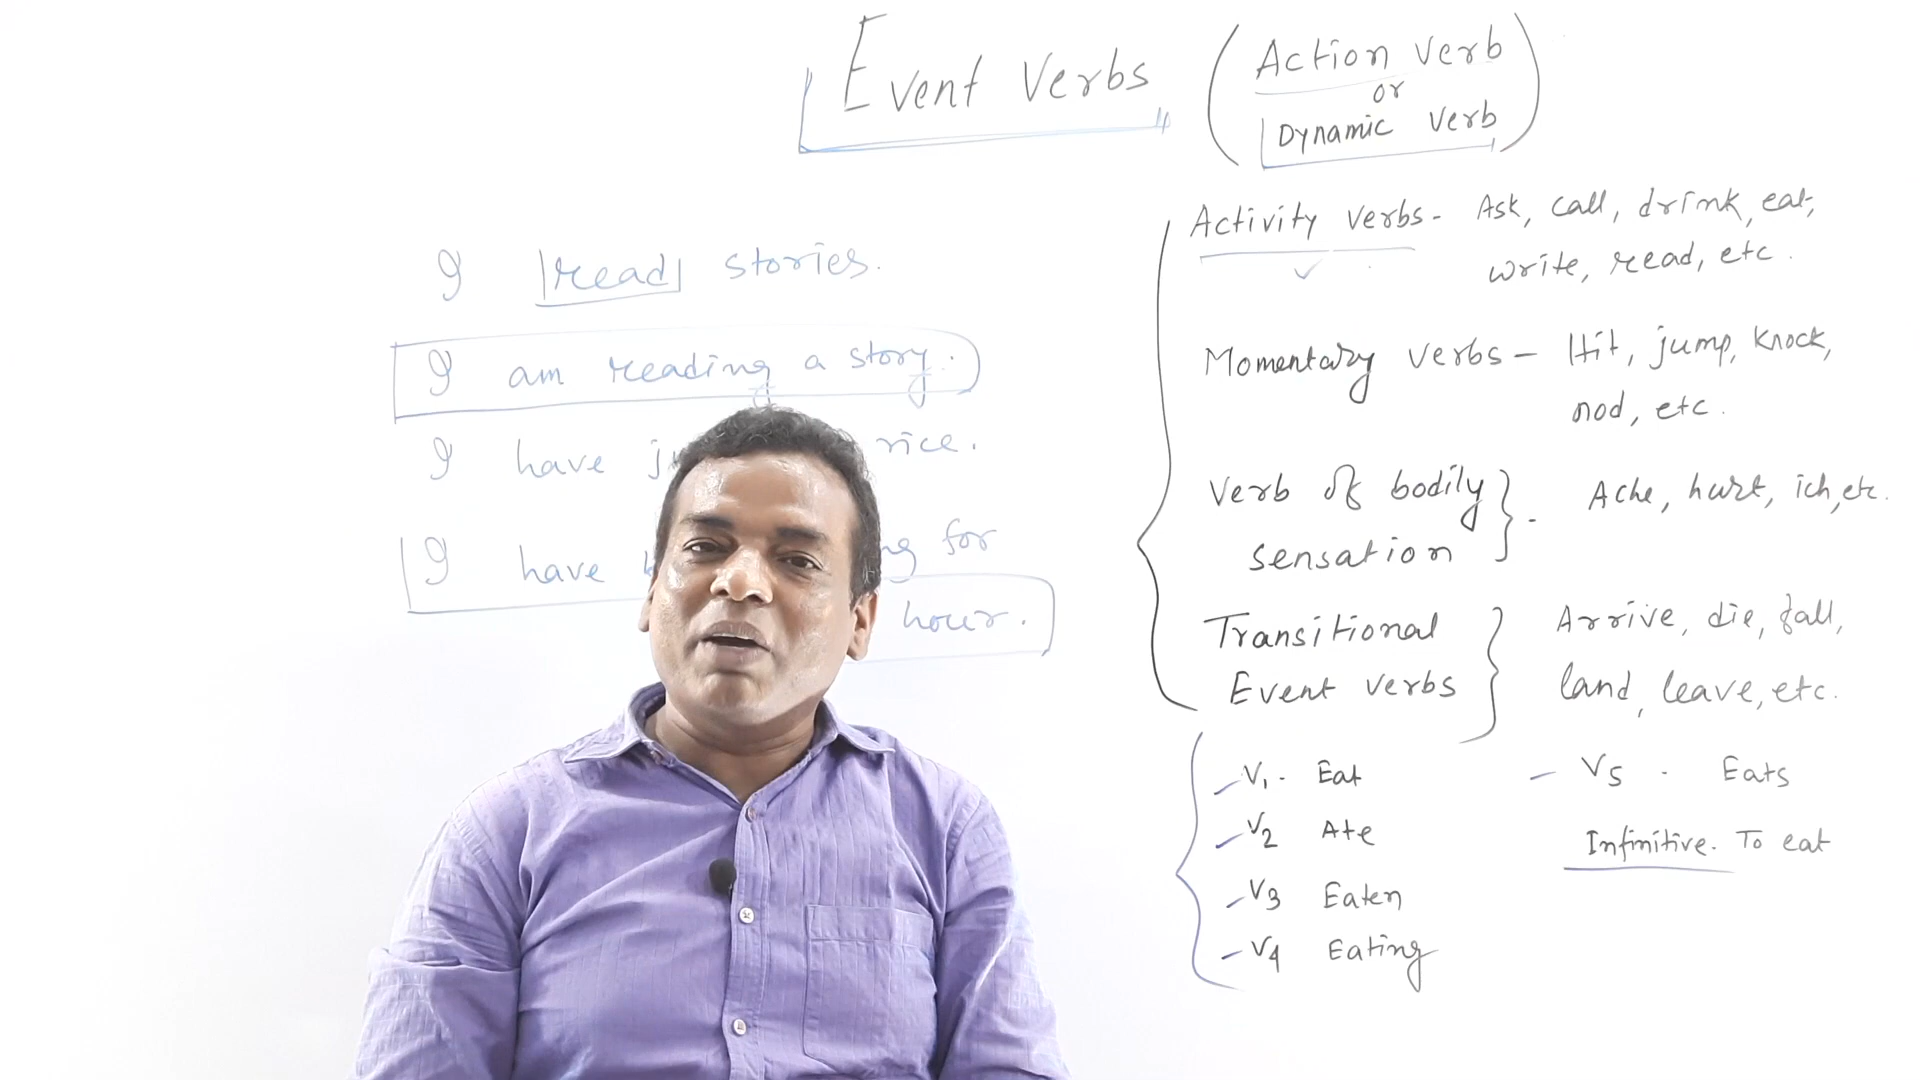 Event Verbs (Action verb
or
Dynamic verb)
I read stories.
I am reading a story.
I have rice.
I have for
hour.
Activity verbs - Ask, call, drink, eat,
write, read, etc.
Momentary verbs - Hit, jump, knock,
nod, etc.
Verb of bodily
sensation } - Ache, hurt, ich, etc.
Transitional
Event verbs } Arrive, die, fall,
land, leave, etc.
V1 - Eat
V2 Ate
V3 Eaten
V4 Eating
- V5 - Eats
Infinitive. To eat